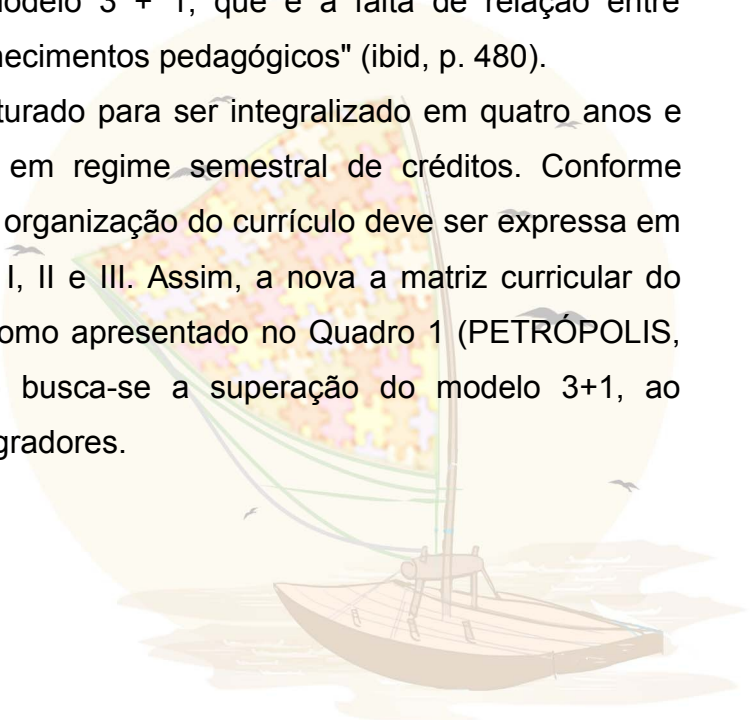 modelo 3 + 1, que é a falta de relação entre
hecimentos pedagógicos" (ibid, p. 480).
turado para ser integralizado em quatro anos e
em regime semestral de créditos. Conforme
organização do currículo deve ser expressa em
I, II e III. Assim, a nova a matriz curricular do
omo apresentado no Quadro 1 (PETRÓPOLIS,
busca-se a superação do modelo 3+1, ao
gradores.